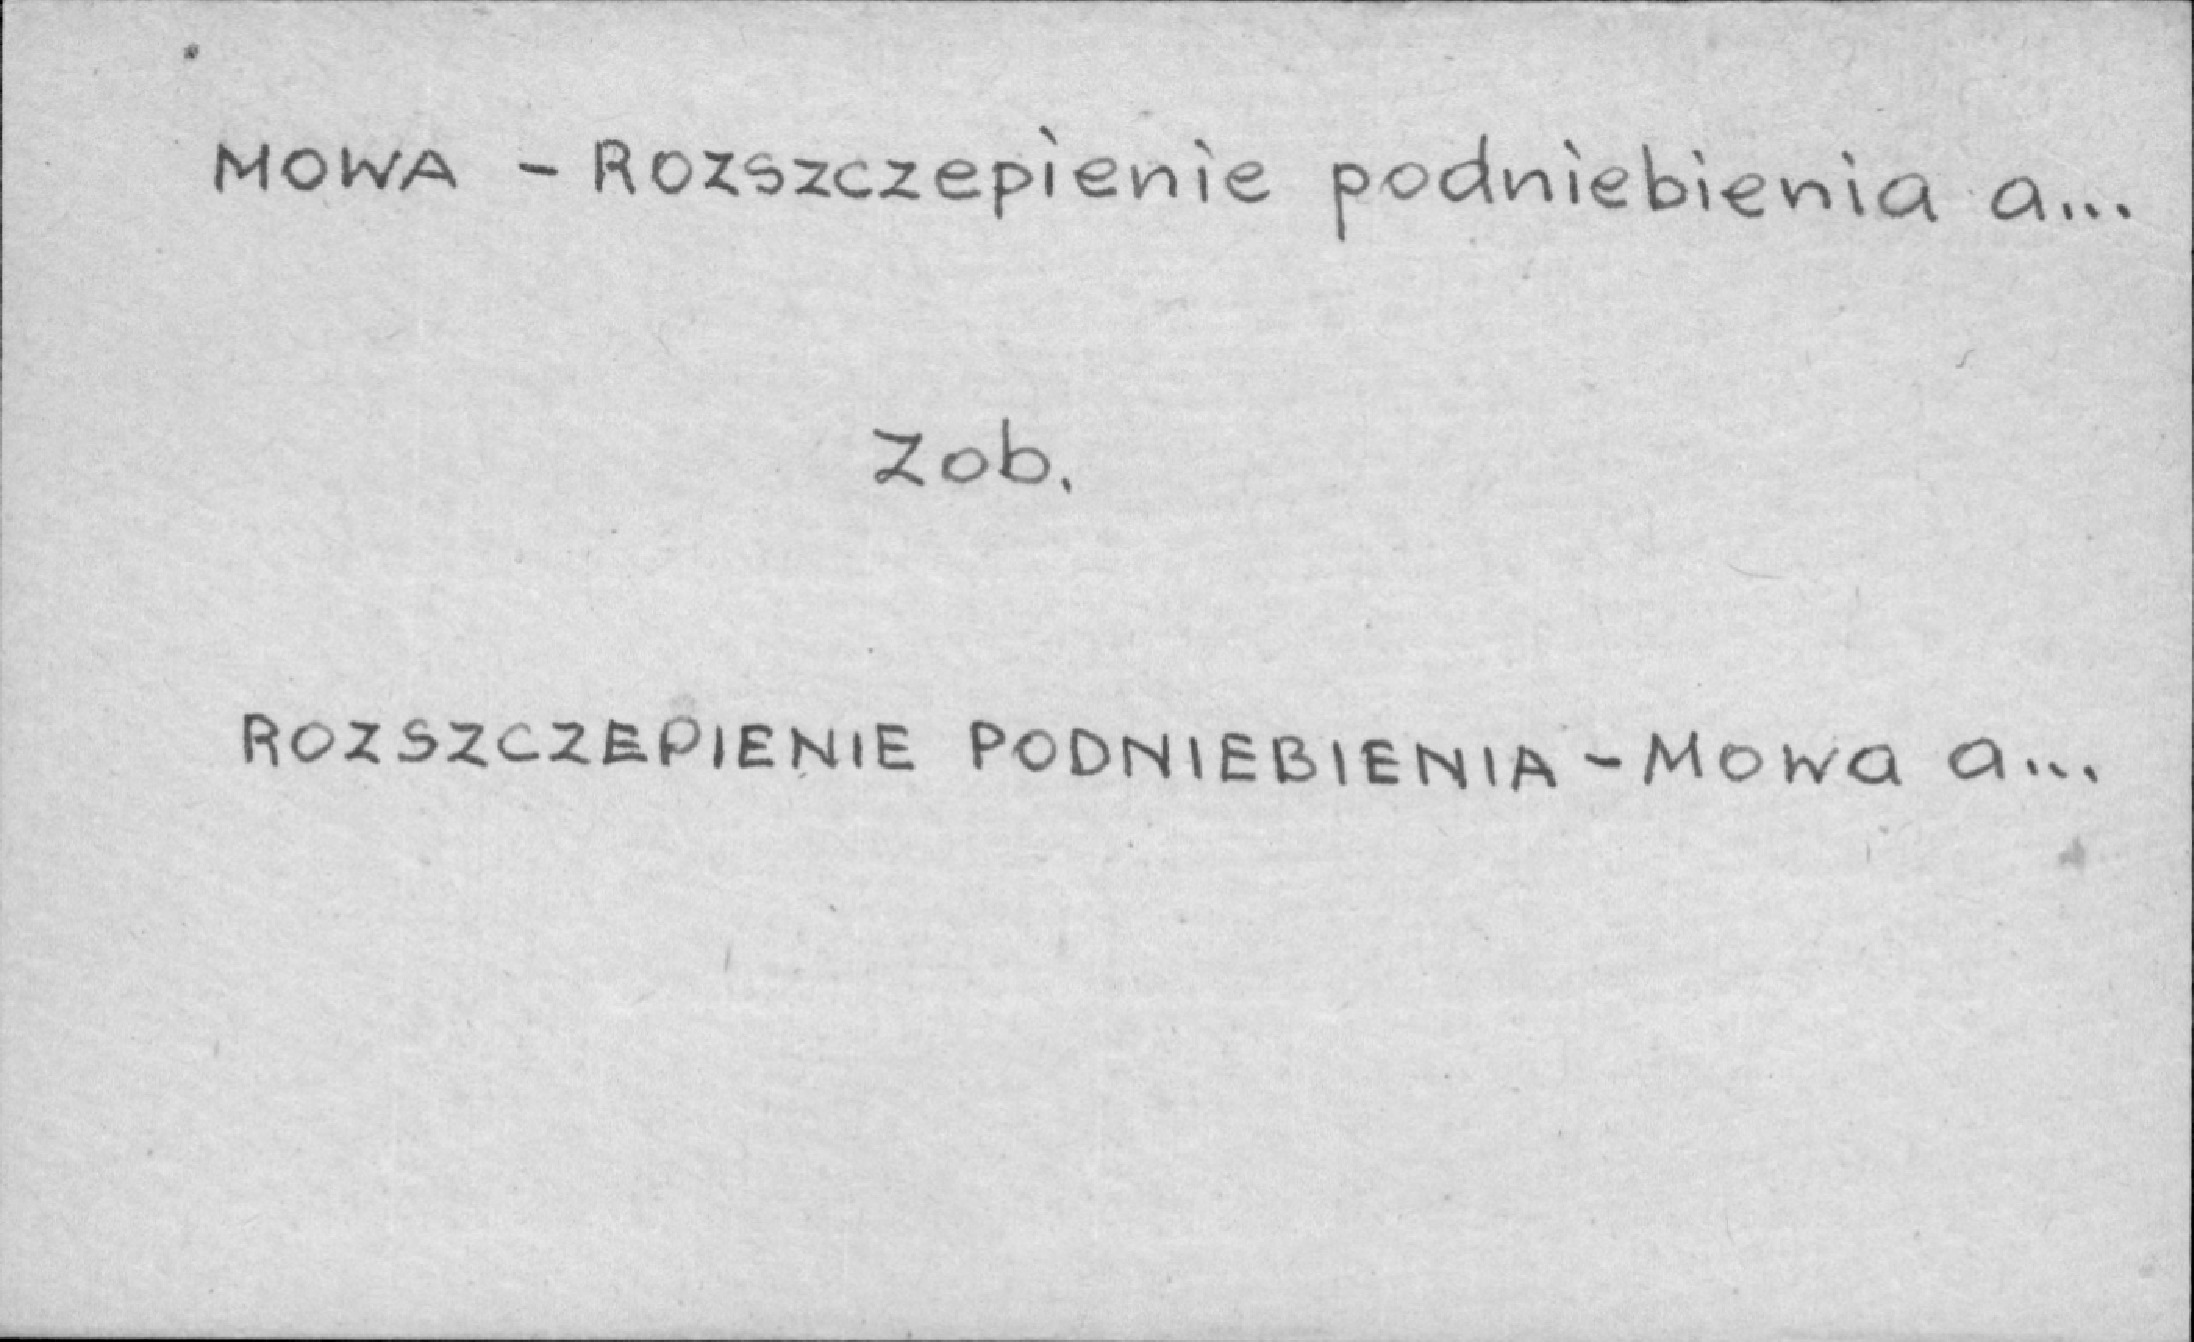 MOWA - Rozszczepienie podniebienia a...
Zob.
ROZSZCZEPIENIE PODNIEBIENIA - Mowa a...